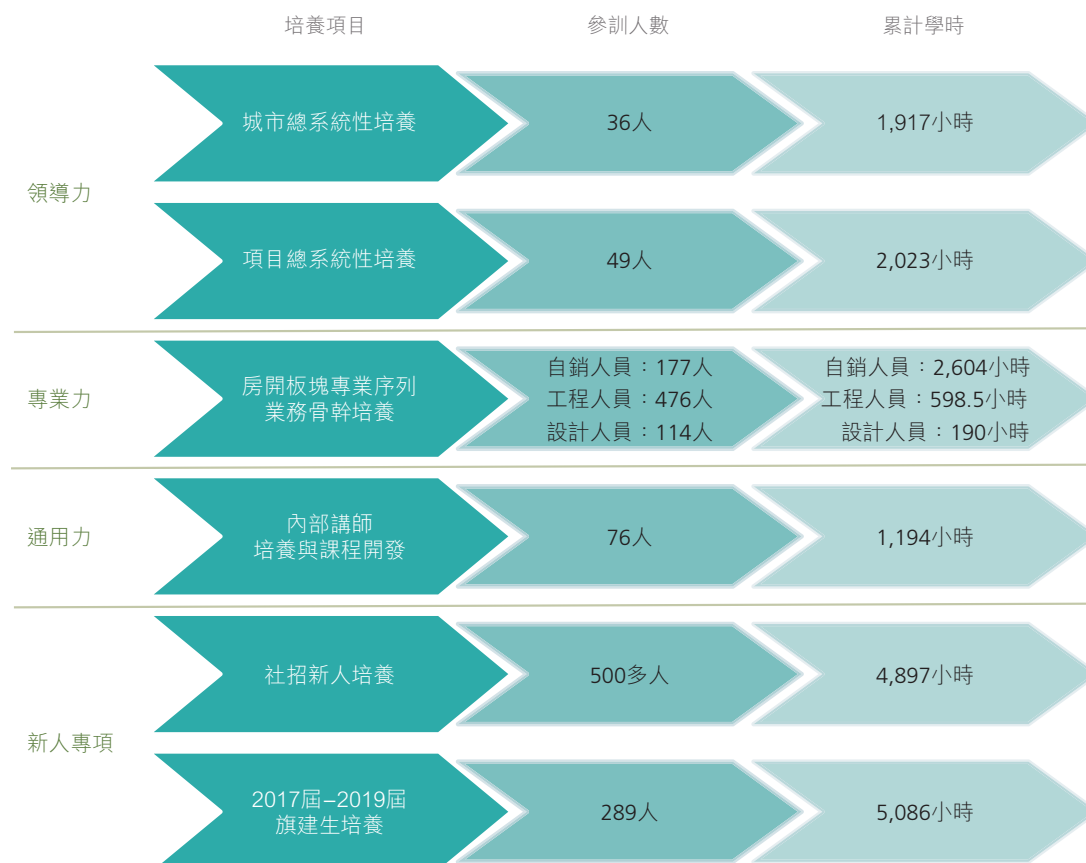 培養項目
參訓人數
累計學時
領導力
城市總系統性培養
36人
1,917小時
項目總系統性培養
49人
2,023小時
專業力
房開板塊專業序列
業務骨幹培養
自銷人員：177人
工程人員：476人
設計人員：114人
自銷人員：2,604小時
工程人員：598.5小時
設計人員：190小時
通用力
內部講師
培養與課程開發
76人
1,194小時
新人專項
社招新人培養
500多人
4,897小時
2017屆–2019屆
旗建生培養
289人
5,086小時